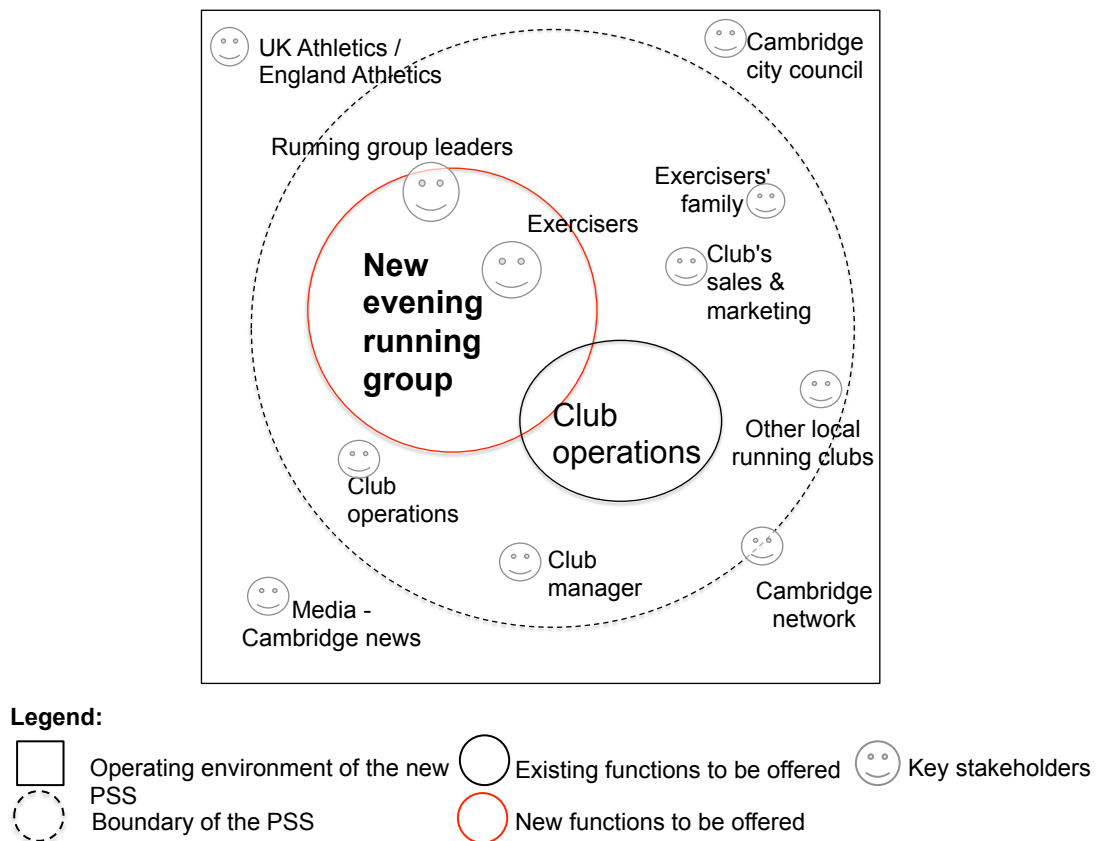 UK Athletics /
England Athletics
Cambridge
city council
Running group leaders
Exercisers'
family
Exercisers
New
evening
running
group
Club's
sales &
marketing
Club
operations
Other local
running clubs
Club
operations
Club
manager
Cambridge
network
Media -
Cambridge news
Legend:
Operating environment of the new
PSS
Existing functions to be offered
Key stakeholders
Boundary of the PSS
New functions to be offered